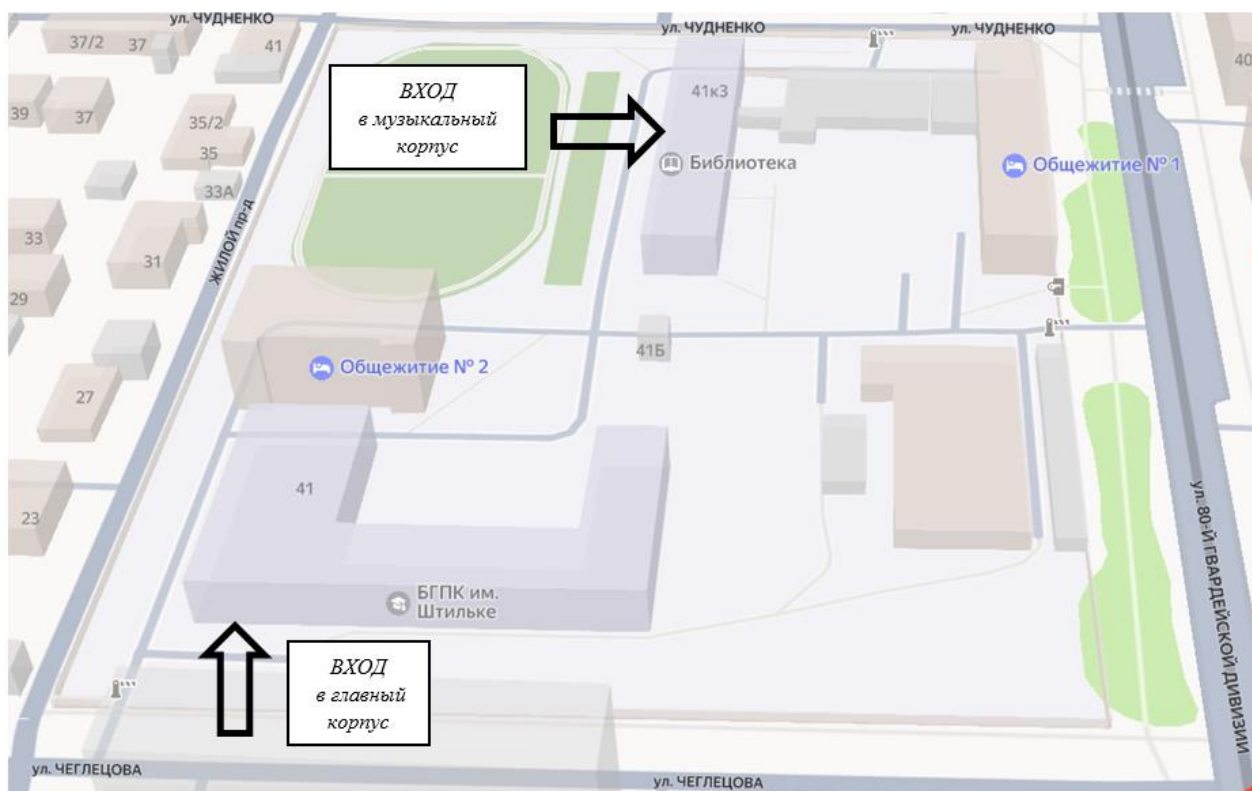 ул. ЧУДНЕНКО
ул. ЧУДНЕНКО
ул. ЧУДНЕНКО
37/2
37
41
40
ВХОД
в музыкальный
корпус
41к3
39
37
35/2
35
33А
Библиотека
Общежитие № 1
ЖИЛОЙ пр-д
33
31
29
41Б
Общежитие № 2
27
41
23
БГПК им.
Штильке
ул. 80-Й ГВАРДЕЙСКОЙ ДИВИЗИИ
ВХОД
в главный
корпус
ул. ЧЕГЛЕЦОВА
ул. ЧЕГЛЕЦОВА